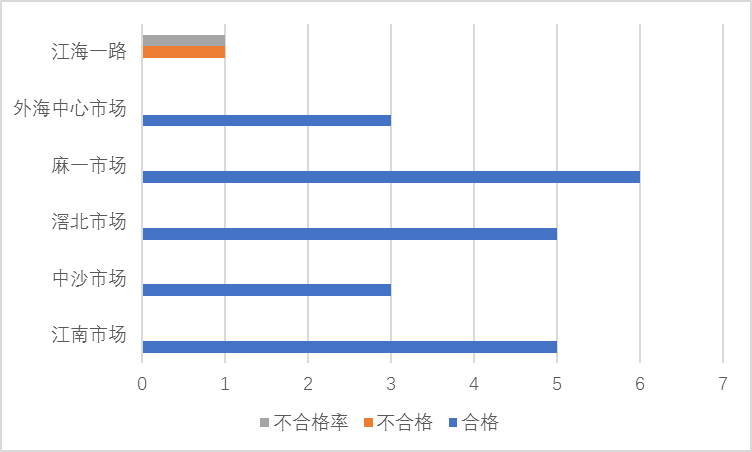 江海一路
外海中心市场
麻一市场
滘北市场
中沙市场
江南市场
0 1 2 3 4 5 6 7
不合格率 不合格 合格